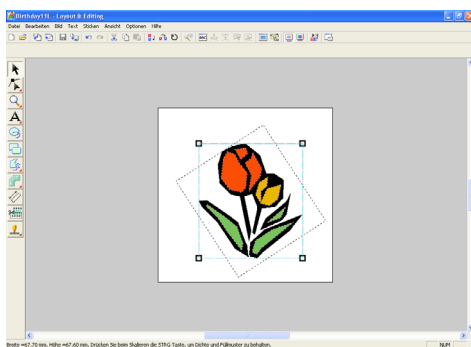 Birthday11L - Layout & Editing
Datei Bearbeiten Bild Text Sticken Ansicht Optionen Hilfe
ABC
A
Breite =67.70 mm, Höhe =67.60 mm. Drücken Sie beim Skalieren die STRG-Taste, um Dichte und Füllmuster zu behalten.
NUM